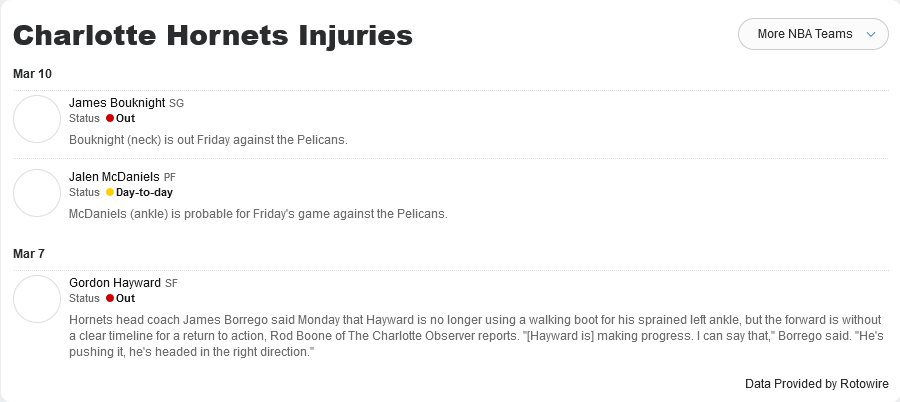 Charlotte Hornets Injuries
More NBA Teams
Mar 10
James Bouknight SG
Status Out
Bouknight (neck) is out Friday against the Pelicans.
Jalen McDaniels PF
Status Day-to-day
McDaniels (ankle) is probable for Friday's game against the Pelicans.
Mar 7
Gordon Hayward SF
Status Out
Hornets head coach James Borrego said Monday that Hayward is no longer using a walking boot for his sprained left ankle, but the forward is without
a clear timeline for a return to action, Rod Boone of The Charlotte Observer reports. "[Hayward is] making progress. I can say that," Borrego said. "He's
pushing it, he's headed in the right direction."
Data Provided by Rotowire